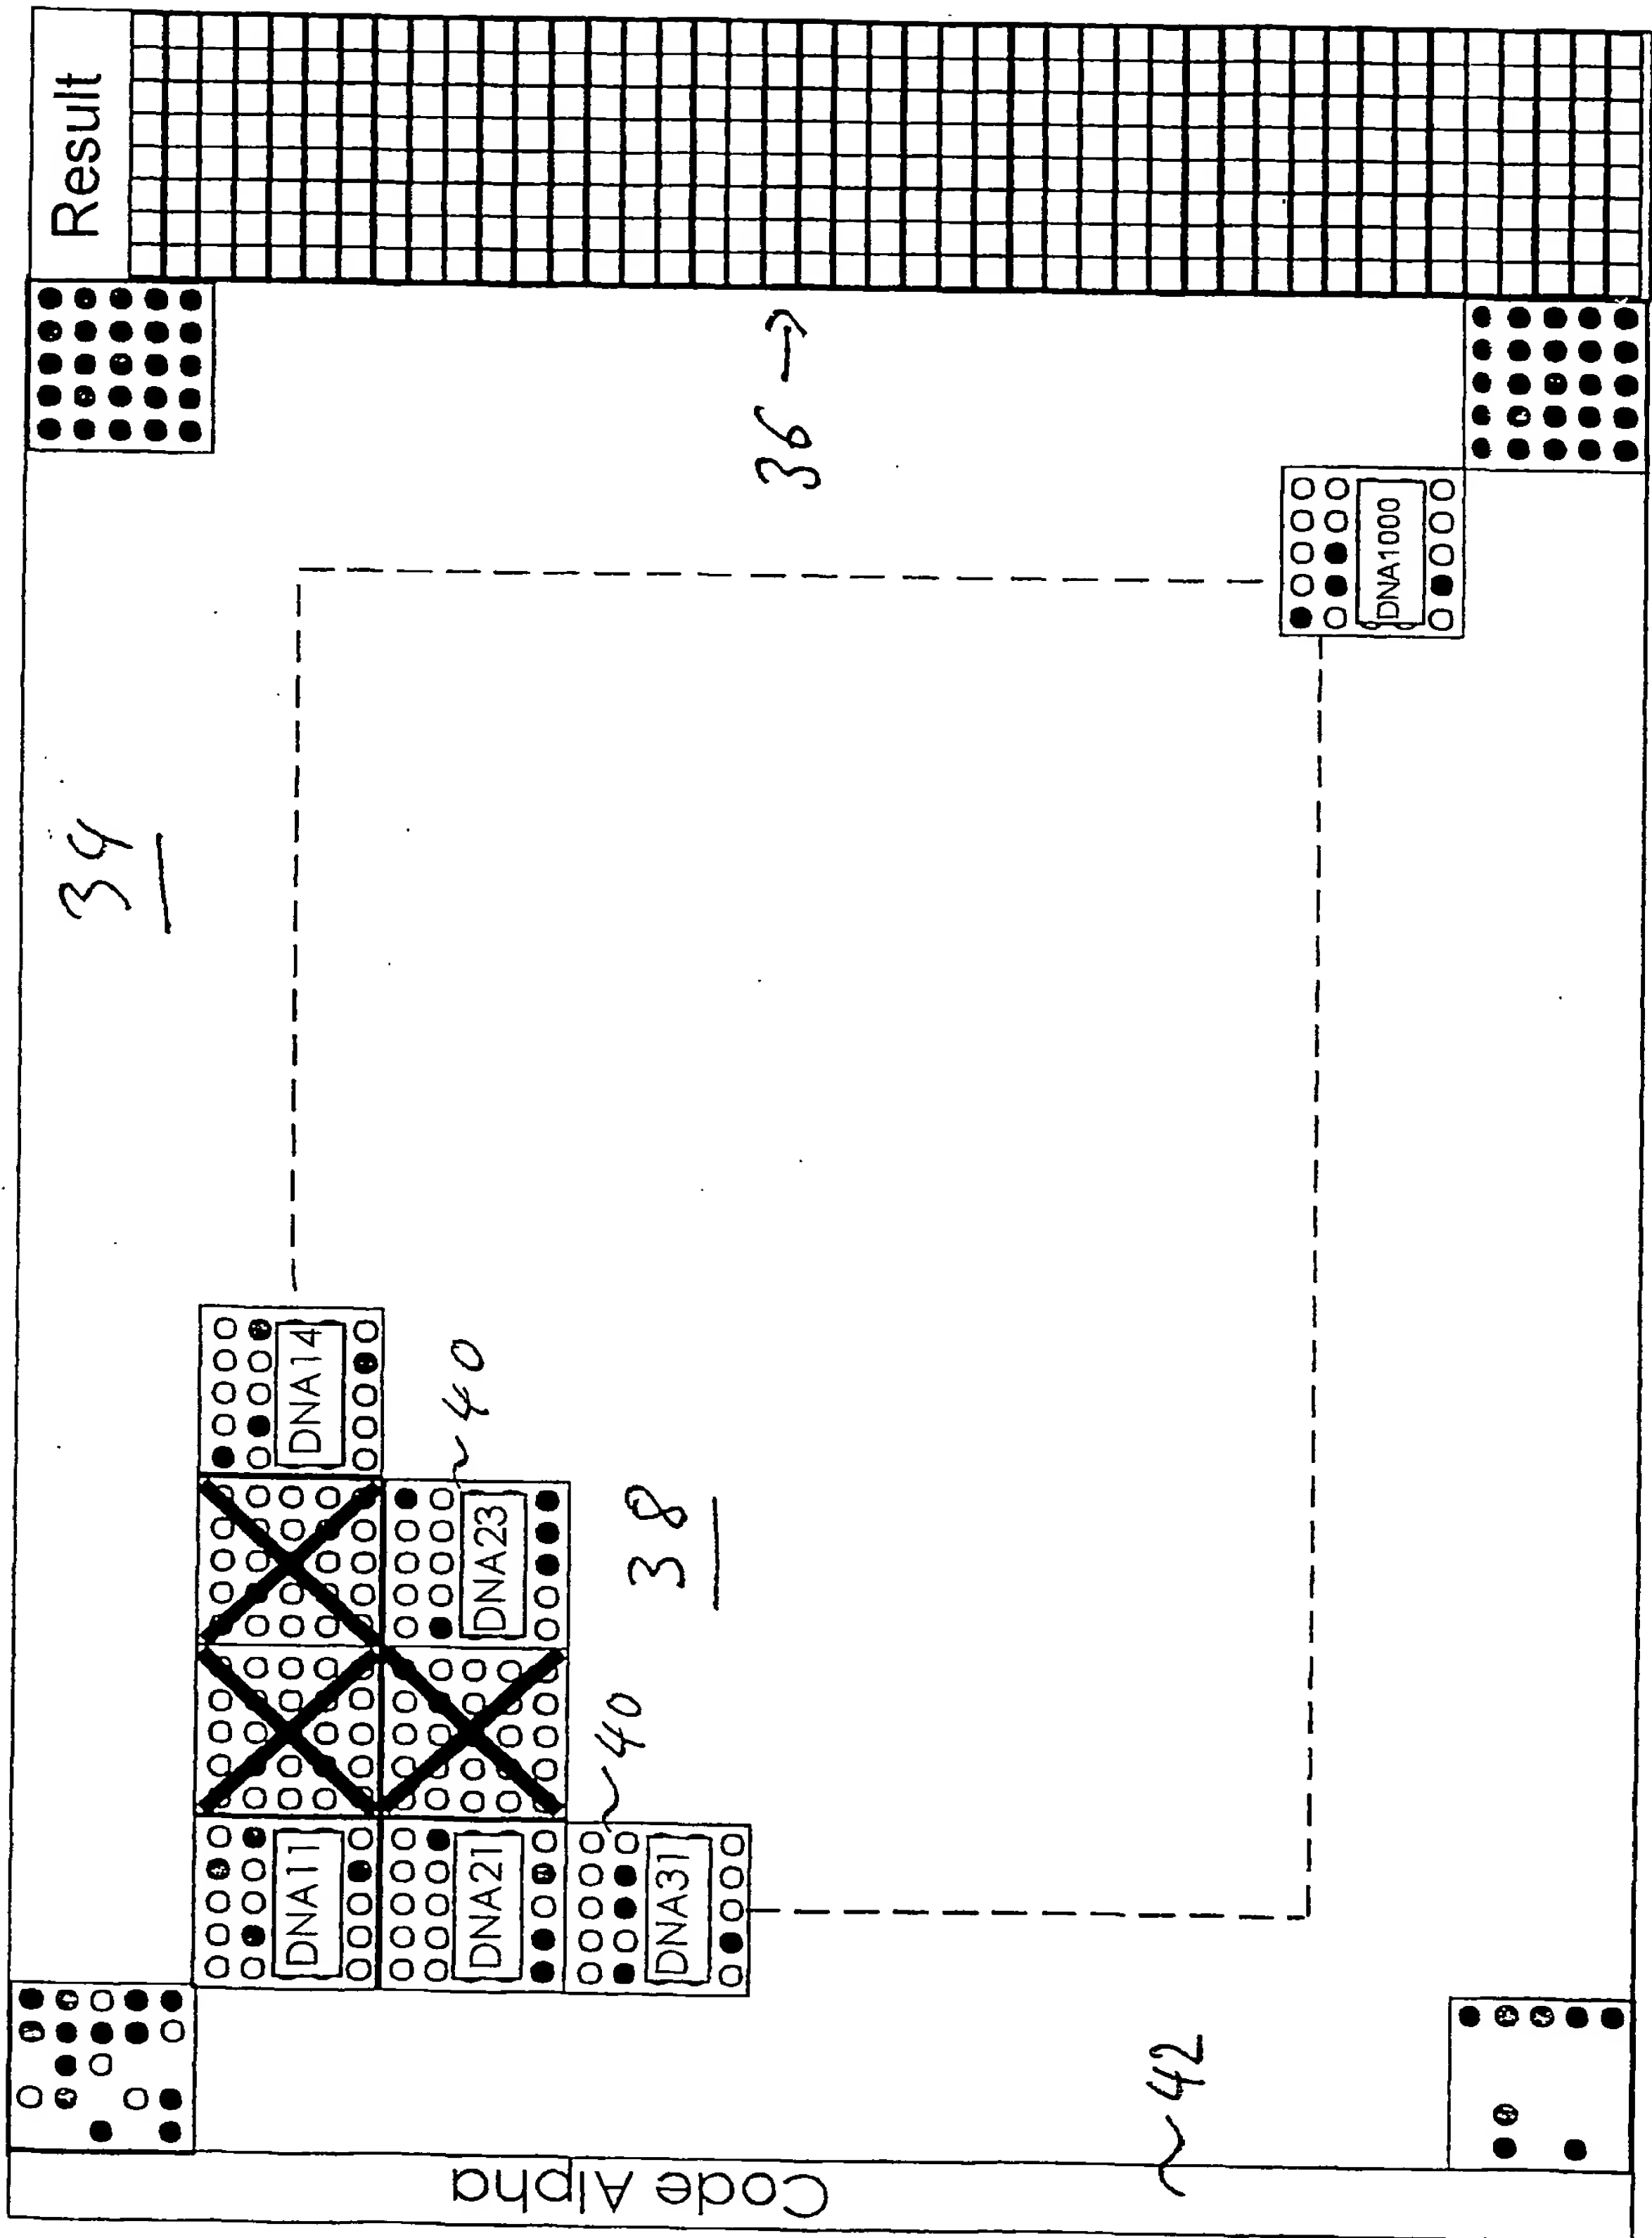 Result
36
34
DNA1000
DNA14
40
DNA23
38
40
DNA11
DNA21
DNA31
42
Code Alpha